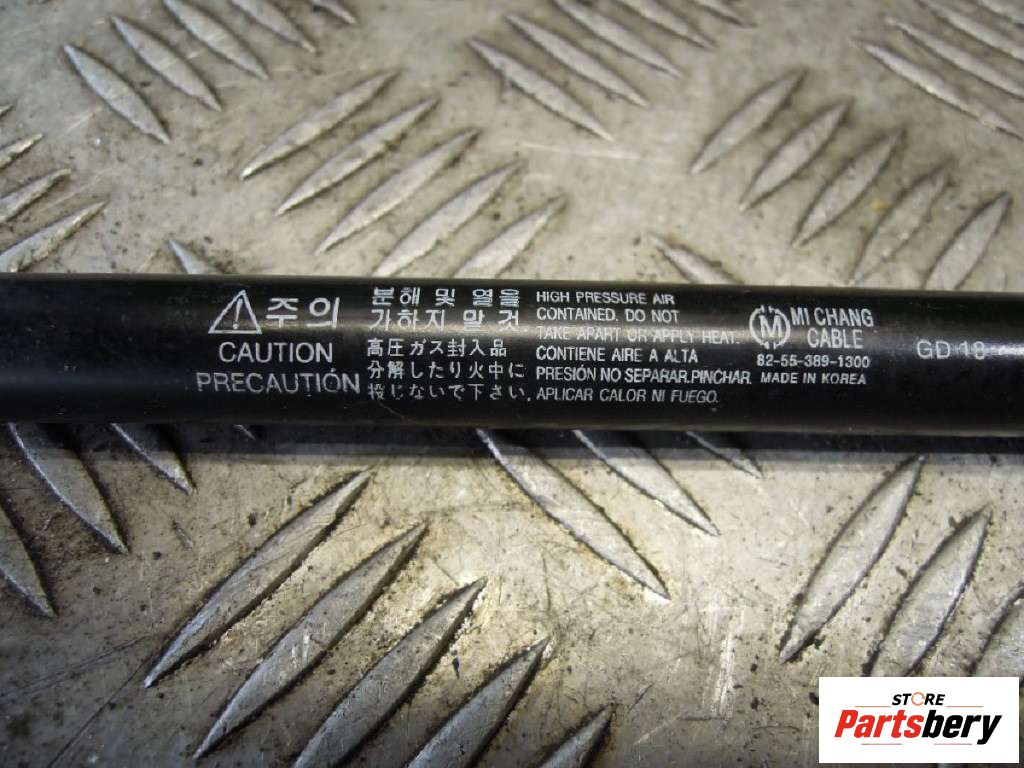 주의
CAUTION
PRECAUTIÓN
분해 및 열을
가하지 말 것
高圧ガス封入品
分解したり火中に
投じないで下さい.
HIGH PRESSURE AIR
CONTAINED. DO NOT
TAKE APART OR APPLY HEAT.
CONTIENE AIRE A ALTA
PRESIÓN NO SEPARAR.PINCHAR.
APLICAR CALOR NI FUEGO.
M MI CHANG
CABLE
82-55-389-1300
MADE IN KOREA
GD 18
STORE
Partsbery